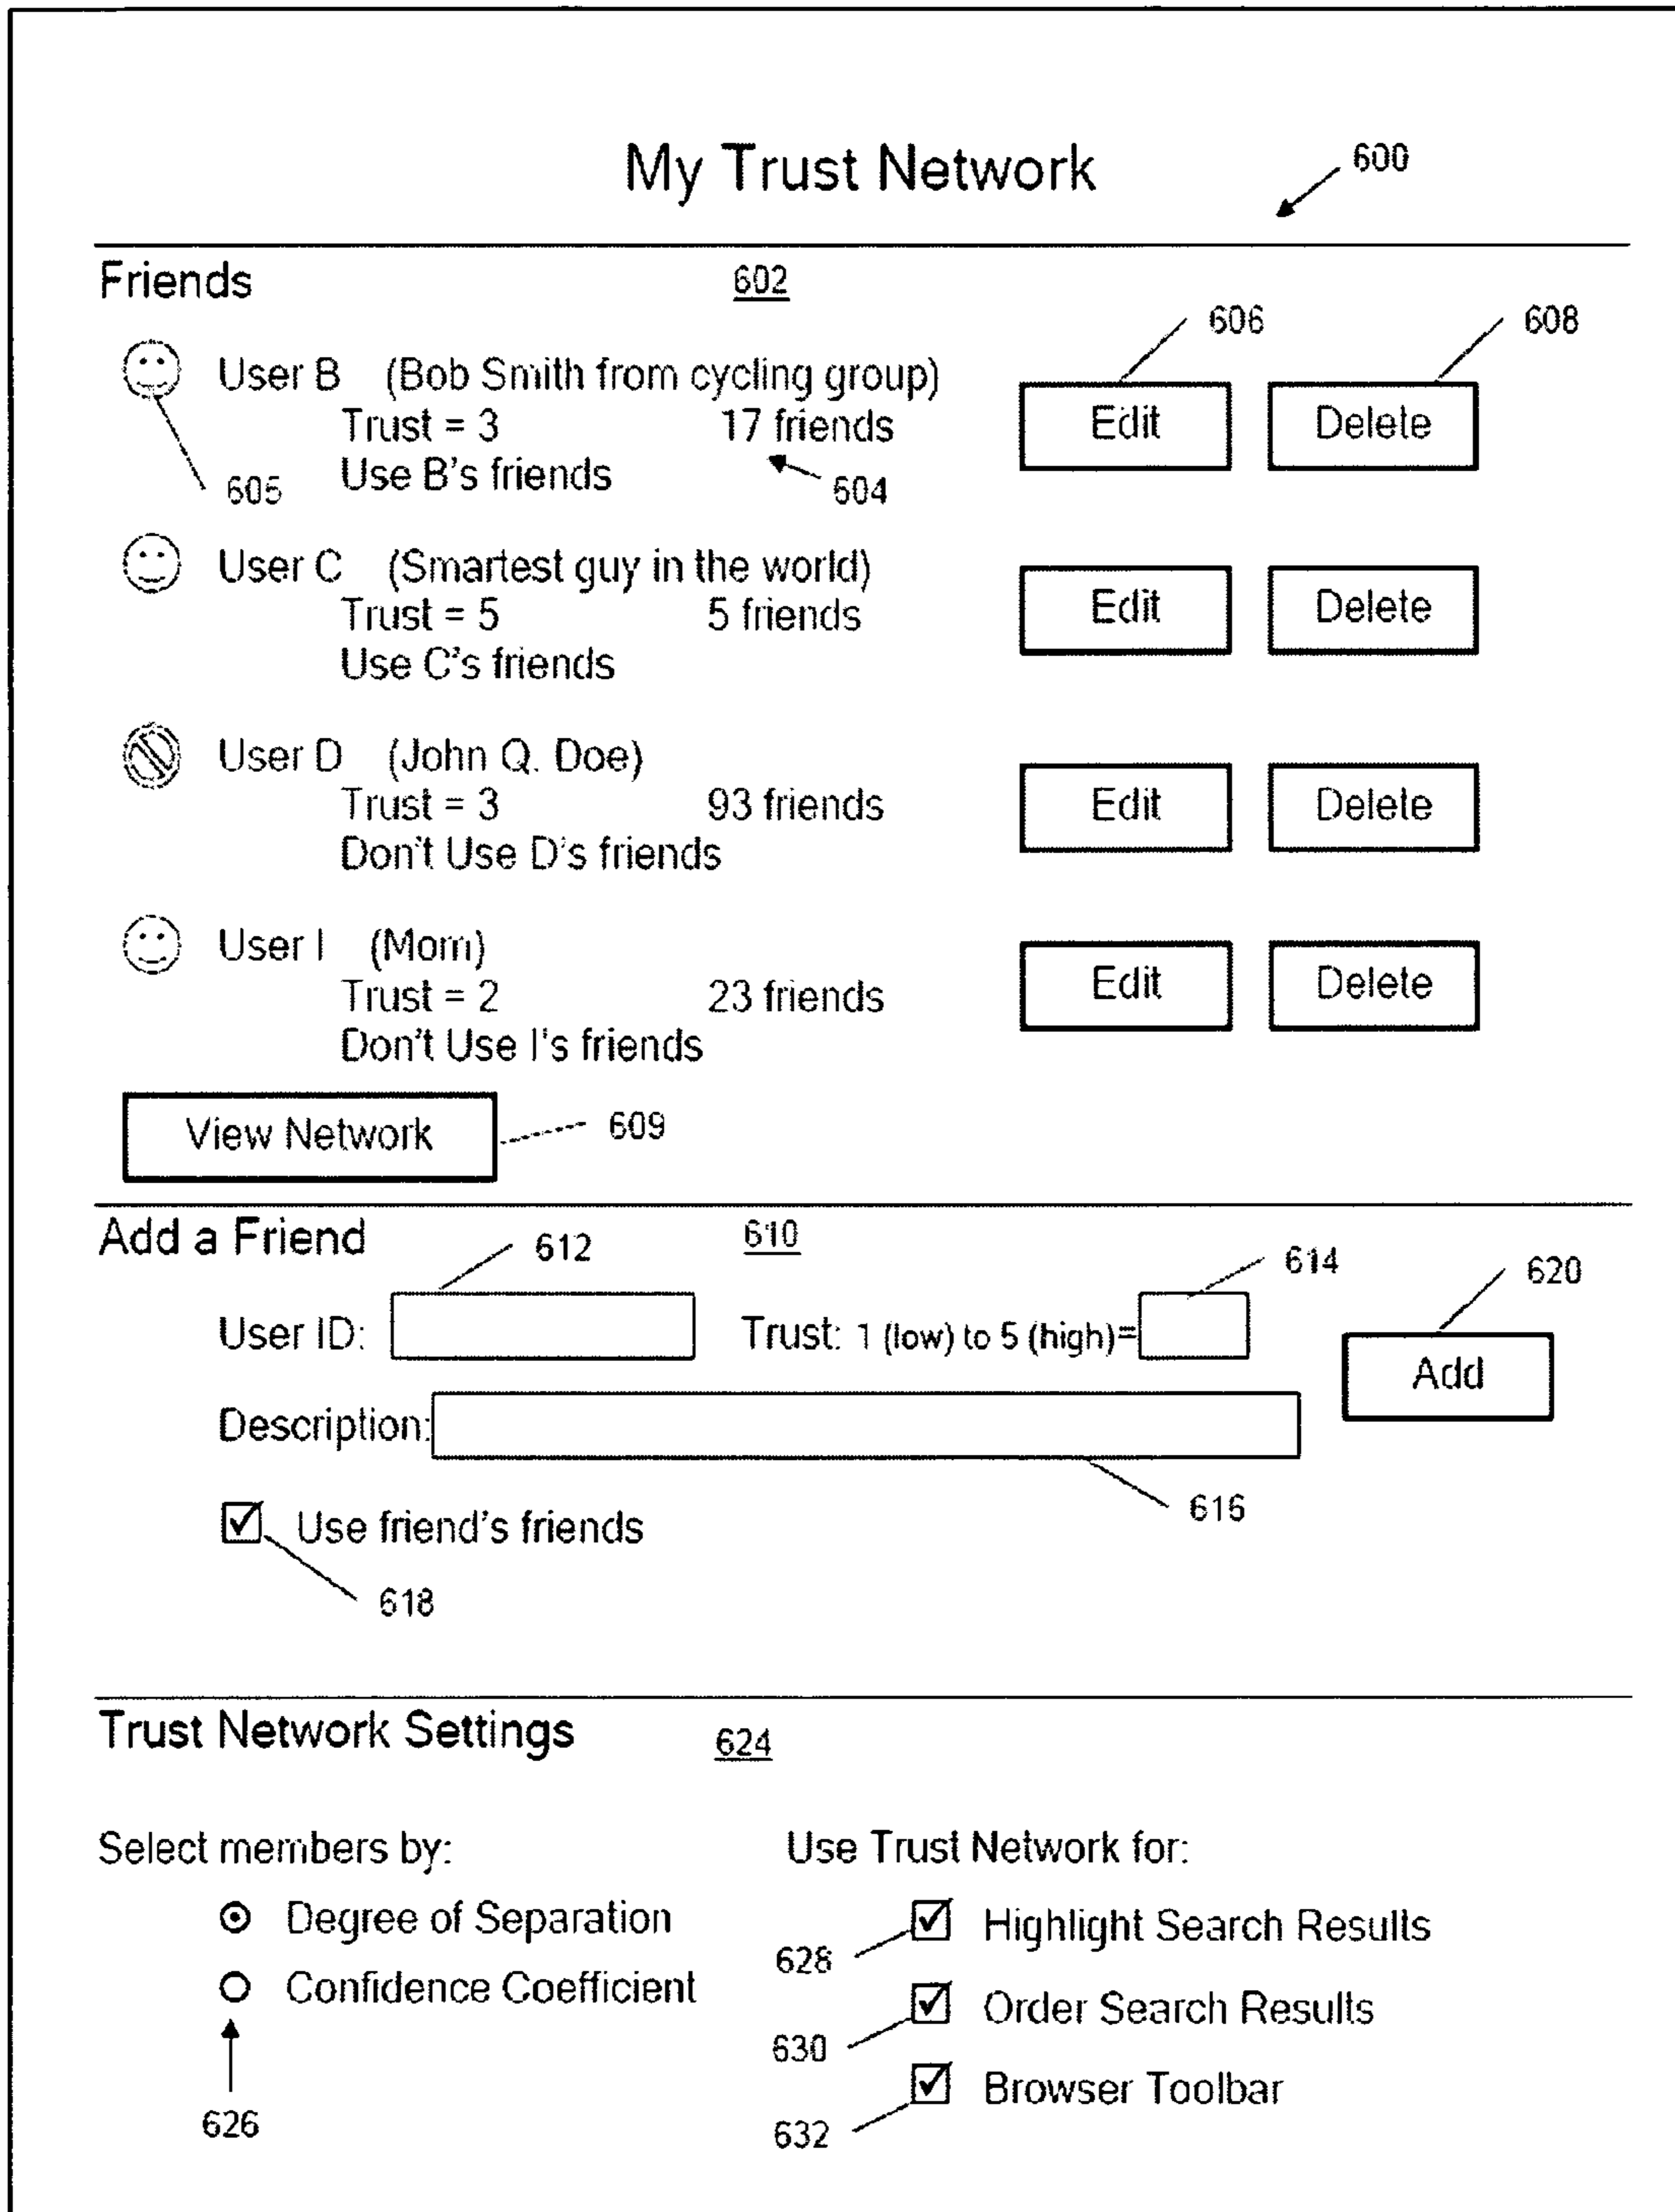 My Trust Network
600
Friends
602
606
608
User B (Bob Smith from cycling group)
Trust = 3 17 friends
Use B's friends
605
604
Edit
Delete
User C (Smartest guy in the world)
Trust = 5 5 friends
Use C's friends
Edit
Delete
User D (John Q. Doe)
Trust = 3 93 friends
Don't Use D's friends
Edit
Delete
User I (Mom)
Trust = 2 23 friends
Don't Use I's friends
Edit
Delete
View Network
609
Add a Friend
610
612
614
620
User ID:
Trust: 1 (low) to 5 (high)=
Add
Description:
616
Use friend's friends
618
Trust Network Settings
624
Select members by:
Degree of Separation
Confidence Coefficient
626
Use Trust Network for:
Highlight Search Results
628
Order Search Results
630
Browser Toolbar
632